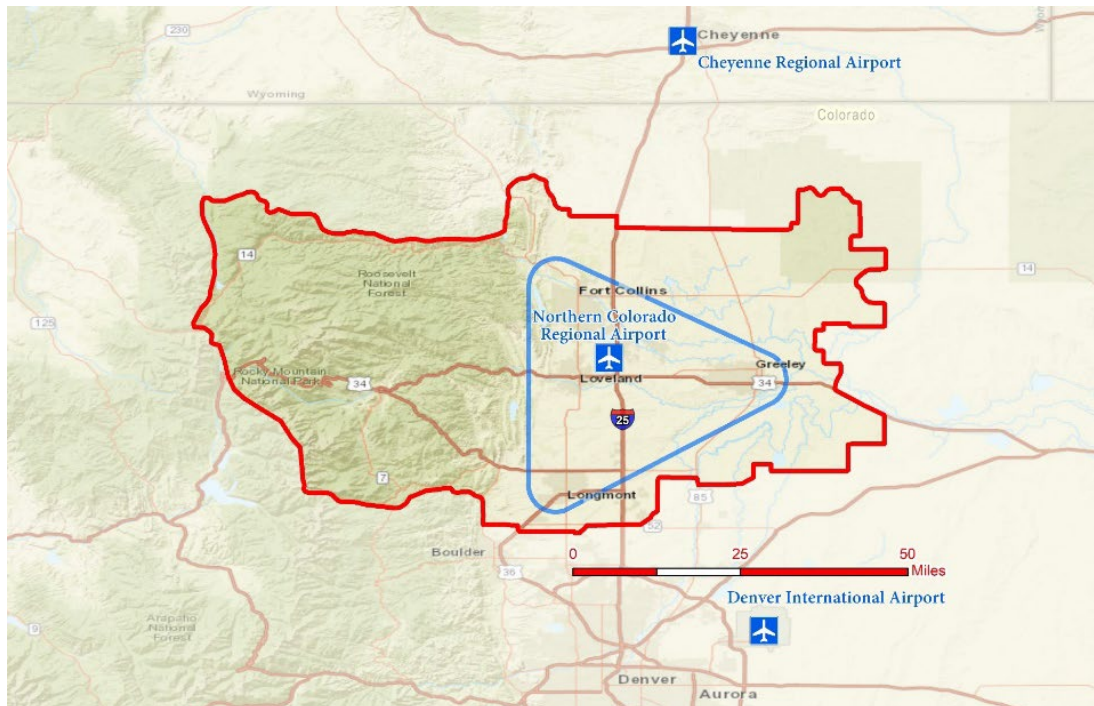 230
Cheyenne
Cheyenne Regional Airport
Wyoming
Colorado
14
Roosevelt
National
Forest
Fort Collins
14
125
Northern Colorado
Regional Airport
Rocky Mountain
National Park
34
Loveland
Greeley
34
25
7
Longmont
85
52
Boulder
36
0
25
50
Miles
Denver International Airport
9
Arapaho
National
Forest
Denver
Aurora